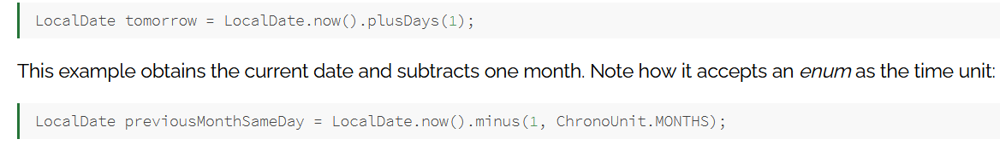 LocalDate tomorrow = LocalDate.now().plusDays(1);
This example obtains the current date and subtracts one month. Note how it accepts an enum as the time unit:
LocalDate previousMonthSameDay = LocalDate.now().minus(1, ChronoUnit.MONTHS);